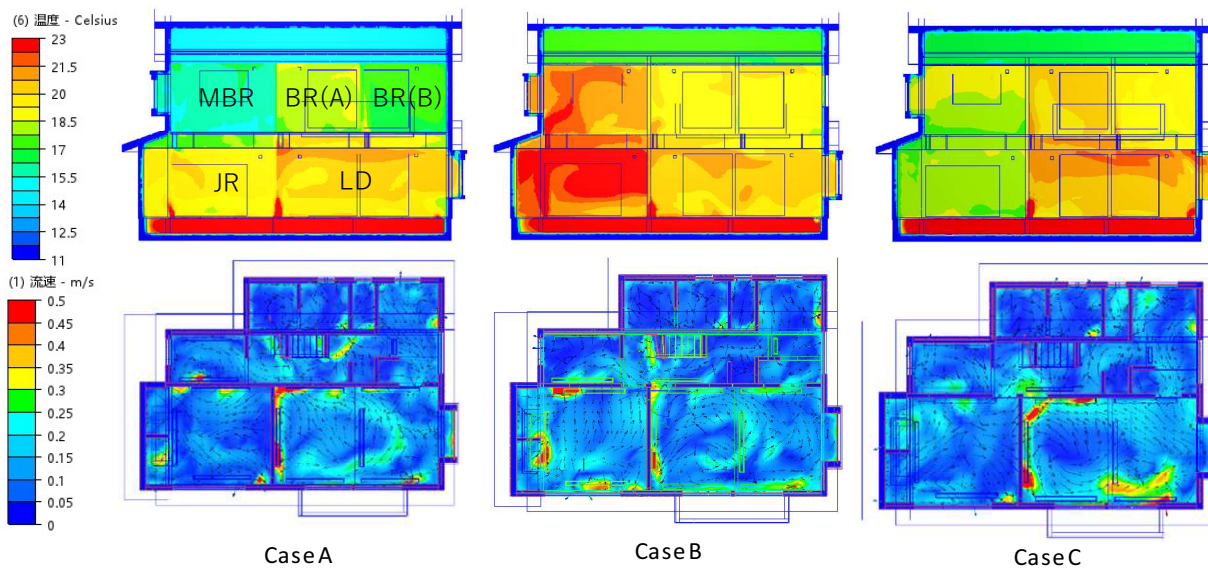 (6) 温度 - Celsius
23
21.5
20
18.5
17
15.5
14
12.5
11
MBR
BR(A)
BR(B)
JR
LD
(1) 流速 - m/s
0.5
0.45
0.4
0.35
0.3
0.25
0.2
0.15
0.1
0.05
0
Case A
Case B
Case C